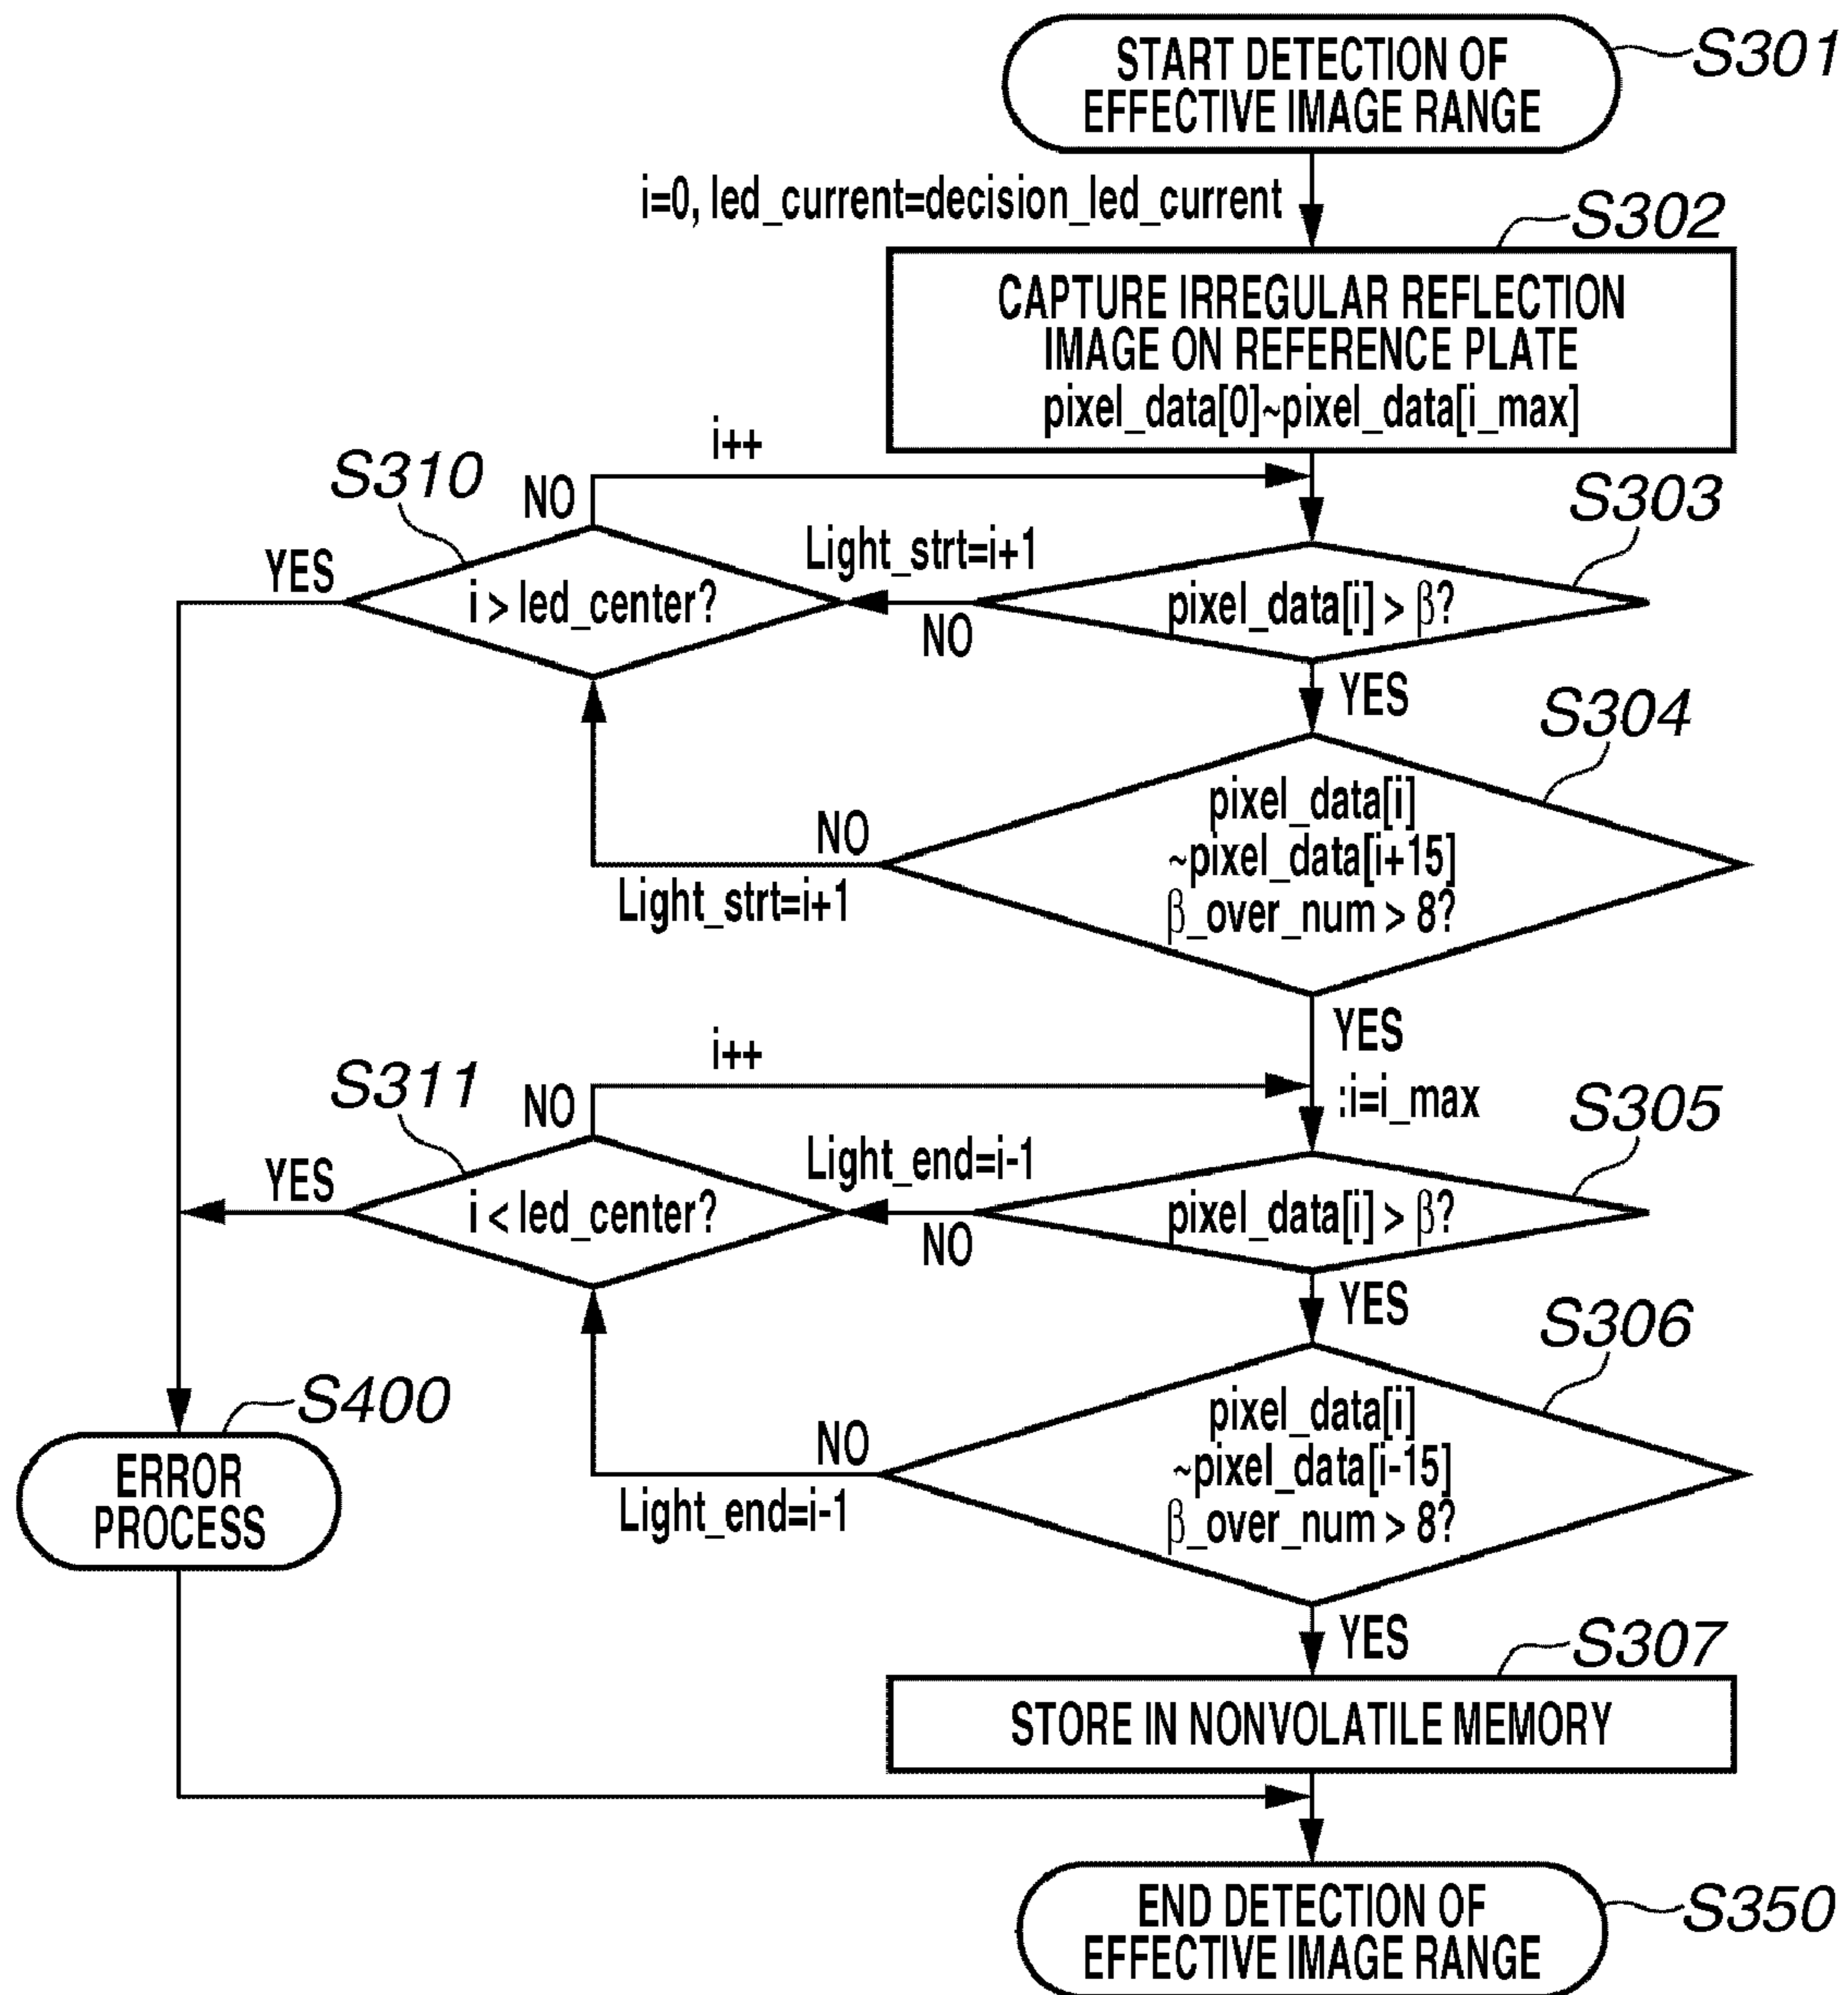 START DETECTION OF
EFFECTIVE IMAGE RANGE
S301
i=0, led_current=decision_led_current
S302
CAPTURE IRREGULAR REFLECTION
IMAGE ON REFERENCE PLATE
pixel_data[0]~pixel_data[i_max]
i++
S310
NO
S303
YES
i > led_center?
Light_strt=i+1
NO
pixel_data[i] > β?
YES
S304
NO
Light_strt=i+1
pixel_data[i]
~pixel_data[i+15]
β_over_num > 8?
YES
:i=i_max
i++
S311
NO
S305
YES
i < led_center?
Light_end=i-1
NO
pixel_data[i] > β?
YES
S306
NO
Light_end=i-1
pixel_data[i]
~pixel_data[i-15]
β_over_num > 8?
S400
ERROR
PROCESS
YES
S307
STORE IN NONVOLATILE MEMORY
END DETECTION OF
EFFECTIVE IMAGE RANGE
S350